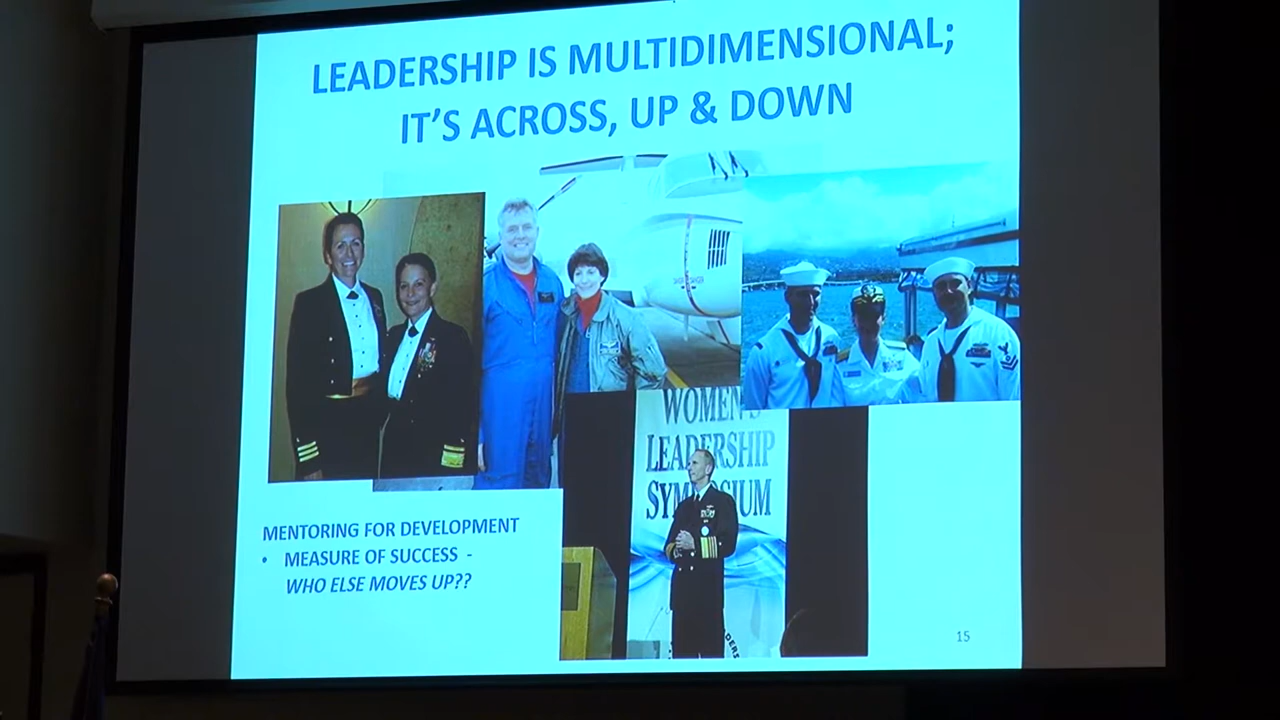 LEADERSHIP IS MULTIDIMENSIONAL;
IT'S ACROSS, UP & DOWN
WOMEN'S
LEADERSHIP
SYMPOSIUM
MENTORING FOR DEVELOPMENT
• MEASURE OF SUCCESS -
WHO ELSE MOVES UP??
15